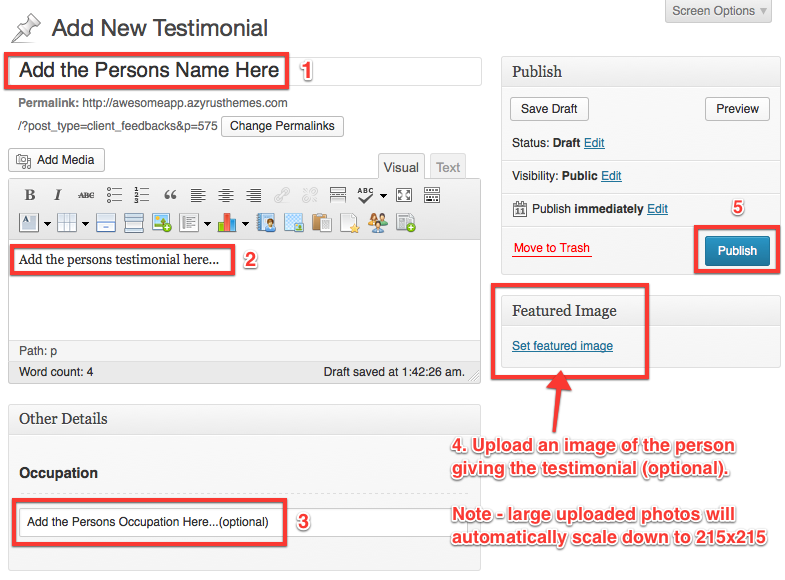 Screen Options
Add New Testimonial
Add the Persons Name Here
1
Permalink: http://awesomeapp.azyrusthemes.com
/?post_type=client_feedbacks&p=575 Change Permalinks
Add Media
Visual
Text
B I ABC
ABC
A
Add the persons testimonial here...
2
Path: p
Word count: 4
Draft saved at 1:42:26 am.
Other Details
Occupation
Add the Persons Occupation Here...(optional)
3
Publish
Save Draft
Preview
Status: Draft Edit
Visibility: Public Edit
11
Publish immediately Edit
5
Move to Trash
Publish
Featured Image
Set featured image
4. Upload an image of the person
giving the testimonial (optional).
Note - large uploaded photos will
automatically scale down to 215x215